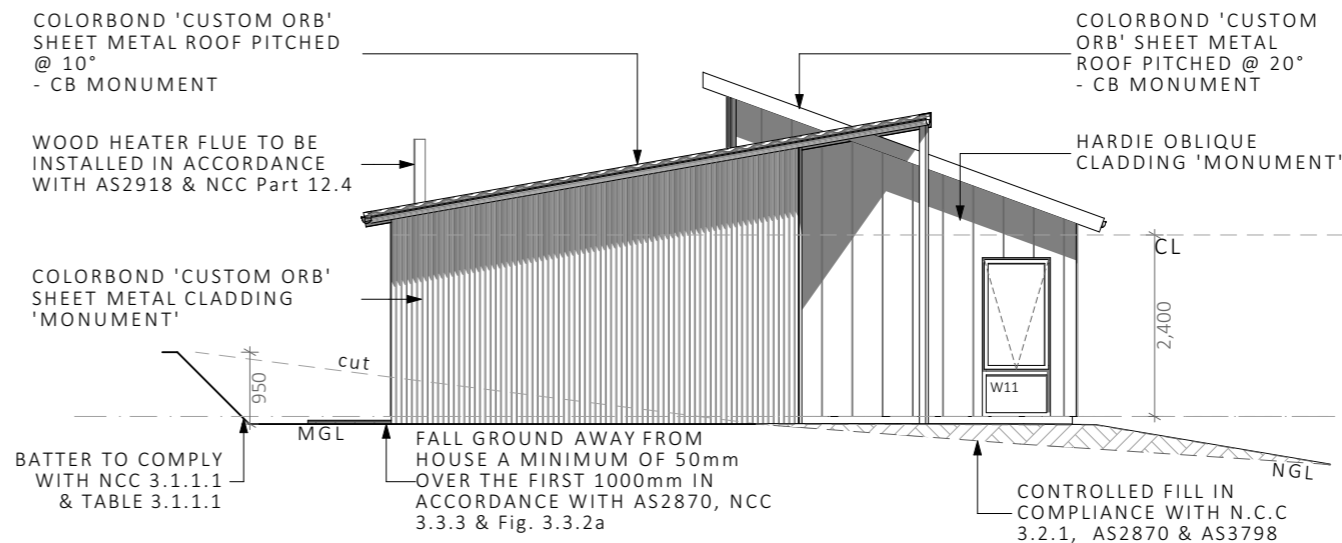 COLORBOND 'CUSTOM ORB'
SHEET METAL ROOF PITCHED
@ 10°
- CB MONUMENT
COLORBOND 'CUSTOM
ORB' SHEET METAL
ROOF PITCHED @ 20°
- CB MONUMENT
WOOD HEATER FLUE TO BE
INSTALLED IN ACCORDANCE
WITH AS2918 & NCC Part 12.4
HARDIE OBLIQUE
CLADDING 'MONUMENT'
COLORBOND 'CUSTOM ORB'
SHEET METAL CLADDING
'MONUMENT'
CL
2,400
cut
950
W11
MGL
NGL
BATTER TO COMPLY
WITH NCC 3.1.1.1
& TABLE 3.1.1.1
FALL GROUND AWAY FROM
HOUSE A MINIMUM OF 50mm
OVER THE FIRST 1000mm IN
ACCORDANCE WITH AS2870, NCC
3.3.3 & Fig. 3.3.2a
CONTROLLED FILL IN
COMPLIANCE WITH N.C.C
3.2.1, AS2870 & AS3798